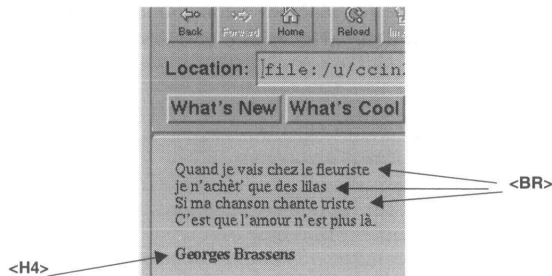 Back Forward Home Reload
Location: file:/u/ccin
What's New What's Cool
Quand je vais chez le fleuriste
je n'achèt' que des lilas
<BR>
Si ma chanson chante triste
C'est que l'amour n'est plus là.
<H4>
Georges Brassens